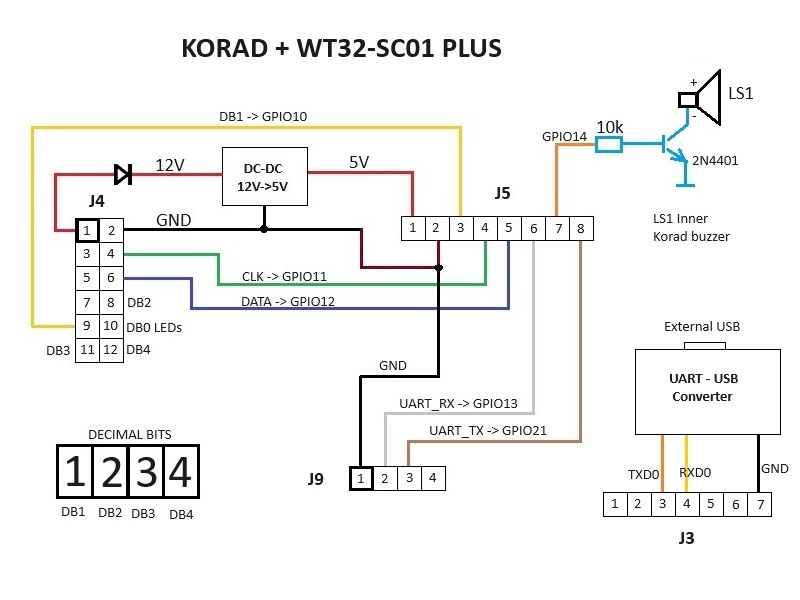 KORAD + WT32-SC01 PLUS
+
LS1
-
DB1 -> GPIO10
10k
GPIO14
2N4401
12V
DC-DC
12V->5V
5V
J4
J5
LS1 Inner
Korad buzzer
GND
1 2
1 2 3 4 5 6 7 8
3 4
5 6
CLK -> GPIO11
7 8 DB2
DATA -> GPIO12
9 10 DB0 LEDs
DB3 11 12 DB4
External USB
UART - USB
Converter
GND
UART_RX -> GPIO13
UART_TX -> GPIO21
DECIMAL BITS
1 2 3 4
DB1 DB2 DB3 DB4
J9
1 2 3 4
TXD0 RXD0 GND
1 2 3 4 5 6 7
J3